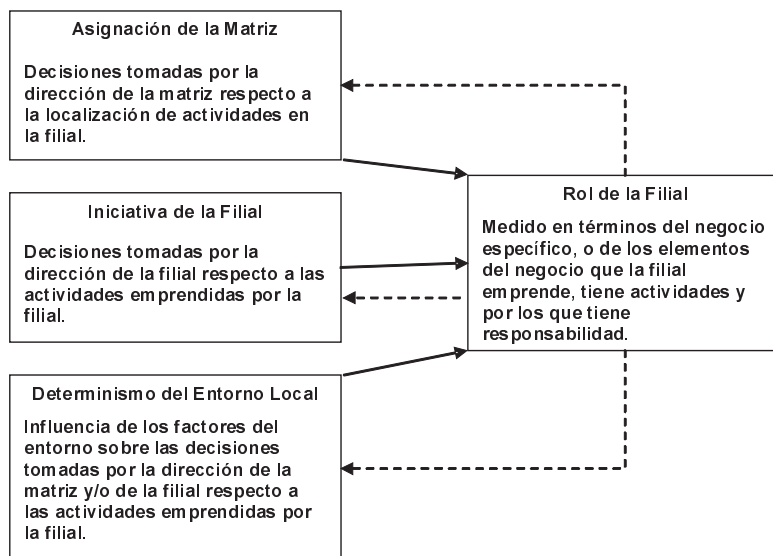 Asignación de la Matriz
Decisiones tomadas por la
dirección de la matriz respecto a
la localización de actividades en
la filial.
Iniciativa de la Filial
Decisiones tomadas por la
dirección de la filial respecto a las
actividades emprendidas por la
filial.
Determinismo del Entorno Local
Influencia de los factores del
entorno sobre las decisiones
tomadas por la dirección de la
matriz y/o de la filial respecto a
las actividades emprendidas por
la filial.
Rol de la Filial
Medido en términos del negocio
específico, o de los elementos
del negocio que la filial
emprende, tiene actividades y
por los que tiene
responsabilidad.